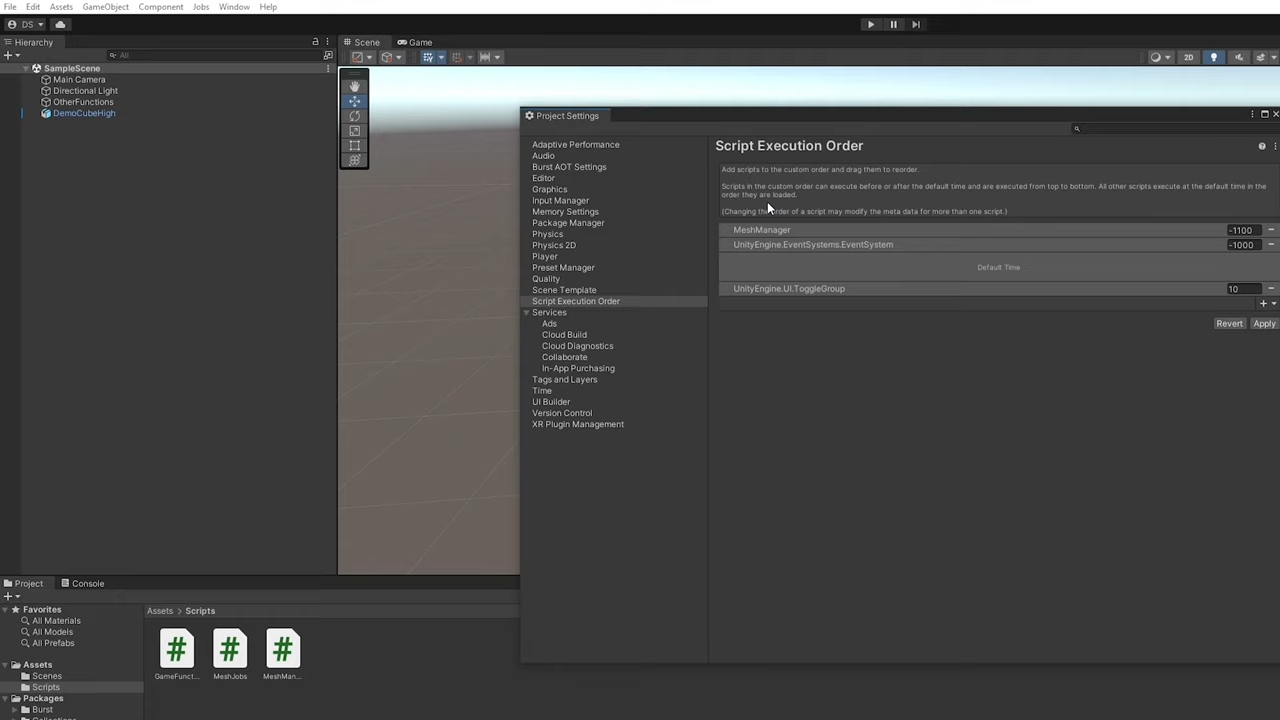 File Edit Assets GameObject Component Jobs Window Help
DS
Hierarchy
All
SampleScene
Main Camera
Directional Light
OtherFunctions
DemoCubeHigh
Scene Game
2D
Project Settings
Adaptive Performance
Audio
Burst AOT Settings
Editor
Graphics
Input Manager
Memory Settings
Package Manager
Physics
Physics 2D
Player
Preset Manager
Quality
Scene Template
Script Execution Order
Services
Ads
Cloud Build
Cloud Diagnostics
Collaborate
In-App Purchasing
Tags and Layers
Time
UI Builder
Version Control
XR Plugin Management
Script Execution Order
Add scripts to the custom order and drag them to reorder.
Scripts in the custom order can execute before or after the default time and are executed from top to bottom. All other scripts execute at the default time in the
order they are loaded.
(Changing the order of a script may modify the meta data for more than one script.)
MeshManager -1100
UnityEngine.EventSystems.EventSystem -1000
Default Time
UnityEngine.UI.ToggleGroup 10
Revert Apply
Project Console
Favorites
All Materials
All Models
All Prefabs
Assets
Scenes
Scripts
Packages
Burst
Collections
Assets > Scripts
GameFunct... MeshJobs MeshMan...